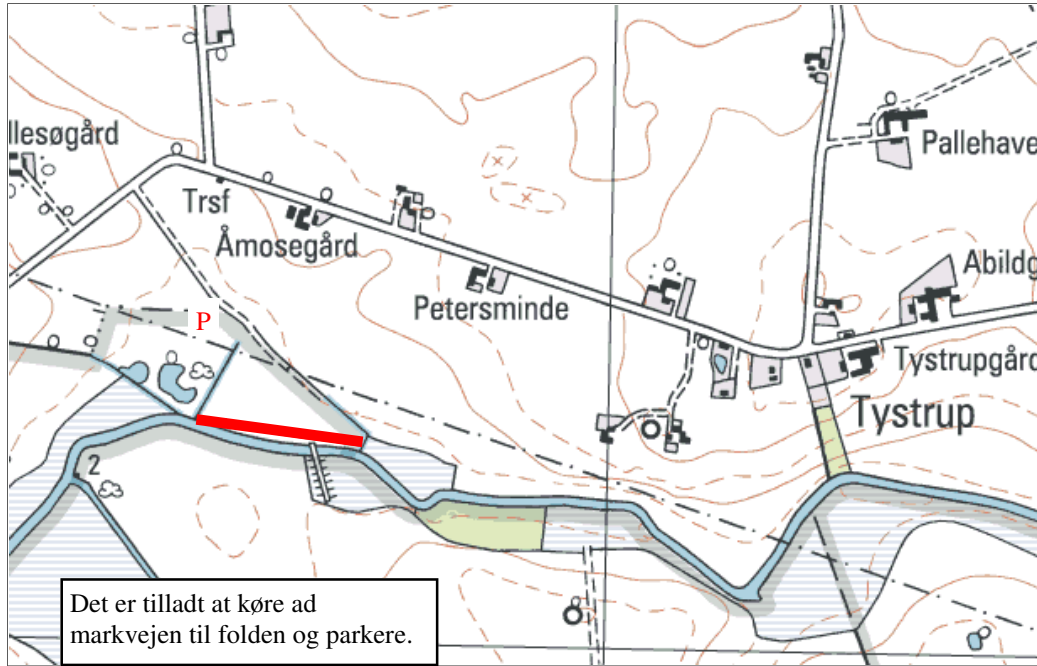 llesøgård
Pallehave
Trsf
Åmosegård
Abildg
Petersminde
P
Tystrupgård
Tystrup
2
Det er tilladt at køre ad
markvejen til folden og parkere.